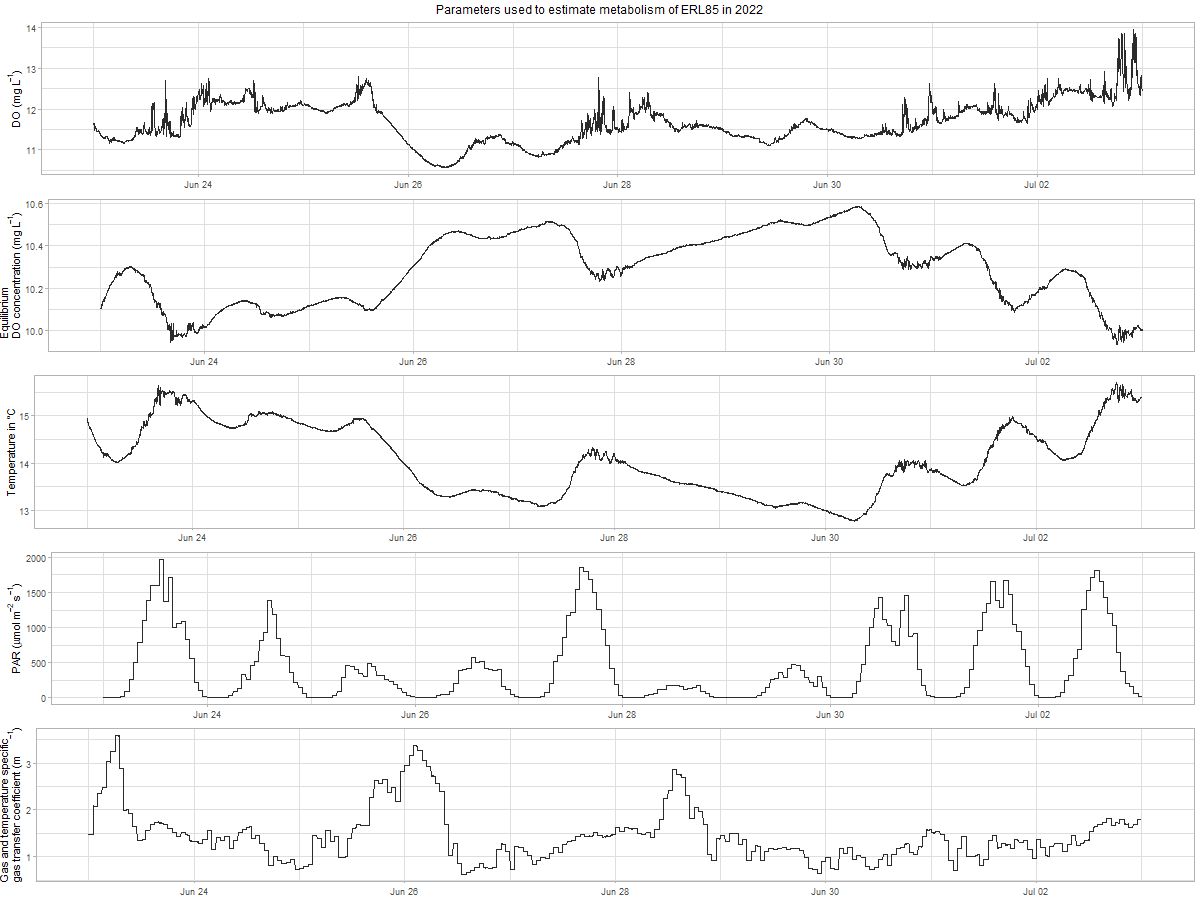 Parameters used to estimate metabolism of ERL85 in 2022
DO (mg L⁻¹)
14
13
12
11
Jun 24
Jun 26
Jun 28
Jun 30
Jul 02
Equilibrium
DO concentration (mg L⁻¹)
10.6
10.4
10.2
10.0
Jun 24
Jun 26
Jun 28
Jun 30
Jul 02
Temperature in °C
15
14
13
Jun 24
Jun 26
Jun 28
Jun 30
Jul 02
PAR (umol m⁻² s⁻¹)
2000
1500
1000
500
0
Jun 24
Jun 26
Jun 28
Jun 30
Jul 02
Gas and temperature specific
gas transfer coefficient (m⁻¹)
3
2
1
Jun 24
Jun 26
Jun 28
Jun 30
Jul 02